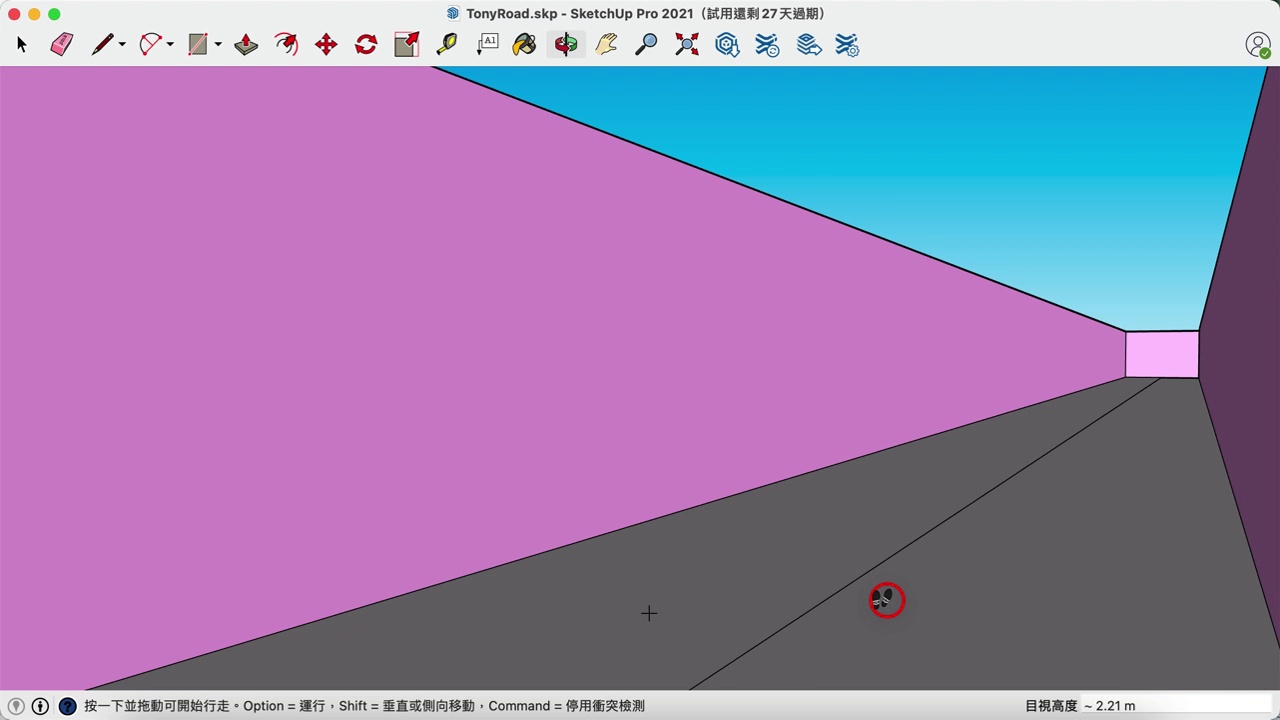 TonyRoad.skp - SketchUp Pro 2021（試用還剩 27 天過期）
A1
按一下並拖動可開始行走。Option = 運行，Shift = 垂直或側向移動，Command = 停用衝突檢測
目視高度 ~ 2.21 m